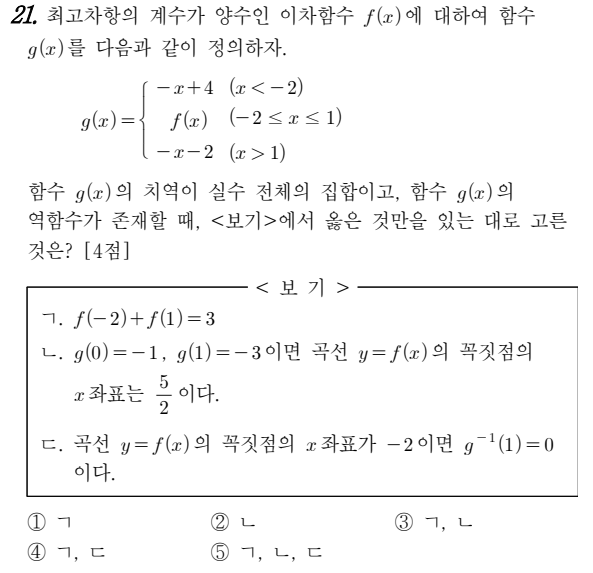 21. 최고차항의 계수가 양수인 이차함수 f(x)에 대하여 함수
g(x)를 다음과 같이 정의하자.
-x+4 (x<-2)
g(x)= f(x) (-2≤x≤1)
-x-2 (x>1)
함수 g(x)의 치역이 실수 전체의 집합이고, 함수 g(x)의
역함수가 존재할 때, <보기>에서 옳은 것만을 있는 대로 고른
것은? [4점]
< 보 기 >
ㄱ. f(-2)+f(1)=3
ㄴ. g(0)=-1, g(1)=-3이면 곡선 y=f(x)의 꼭짓점의
x좌표는 5/2 이다.
ㄷ. 곡선 y=f(x)의 꼭짓점의 x좌표가 -2이면 g⁻¹(1)=0
이다.
① ㄱ ② ㄴ ③ ㄱ, ㄴ
④ ㄱ, ㄷ ⑤ ㄱ, ㄴ, ㄷ